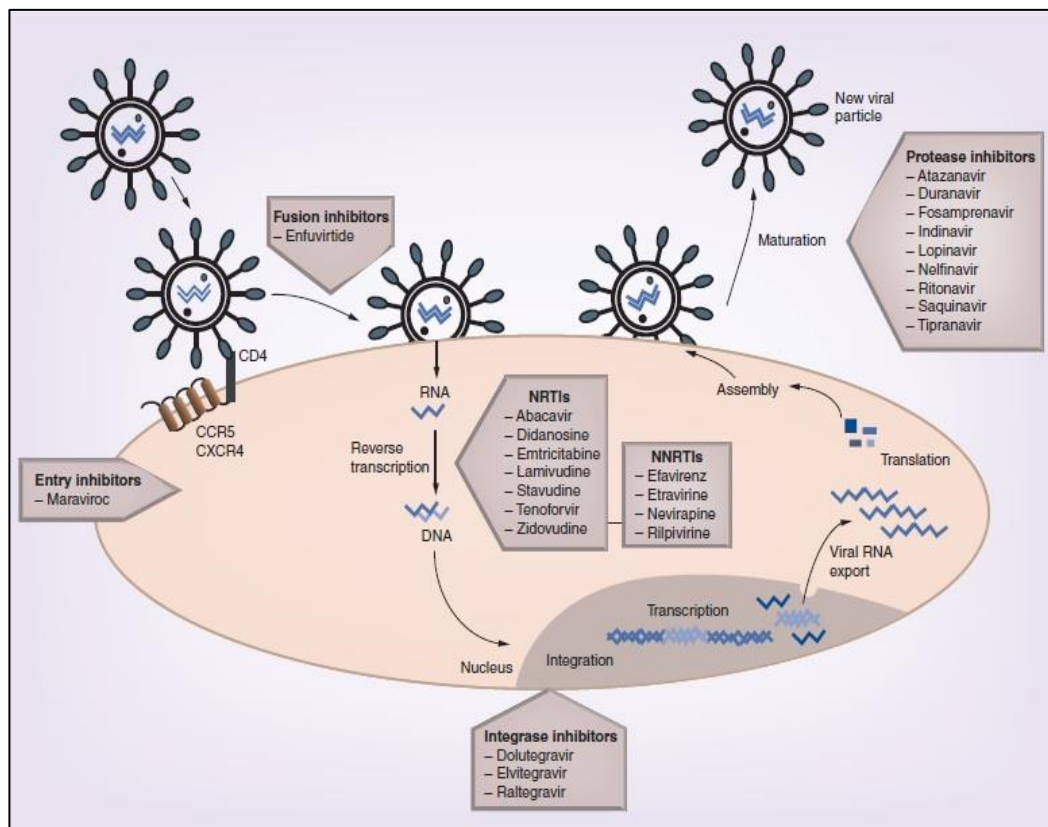 New viral
particle
Protease inhibitors
– Atazanavir
– Duranavir
– Fosamprenavir
– Indinavir
– Lopinavir
– Nelfinavir
– Ritonavir
– Saquinavir
– Tipranavir
Fusion inhibitors
– Enfuvirtide
Maturation
CD4
CCR5
CXCR4
Entry inhibitors
– Maraviroc
RNA
Reverse
transcription
DNA
NRTIs
– Abacavir
– Didanosine
– Emtricitabine
– Lamivudine
– Stavudine
– Tenoforvir
– Zidovudine
NNRTIs
– Efavirenz
– Etravirine
– Nevirapine
– Rilpivirine
Assembly
Translation
Viral RNA
export
Transcription
Integration
Nucleus
Integrase inhibitors
– Dolutegravir
– Elvitegravir
– Raltegravir